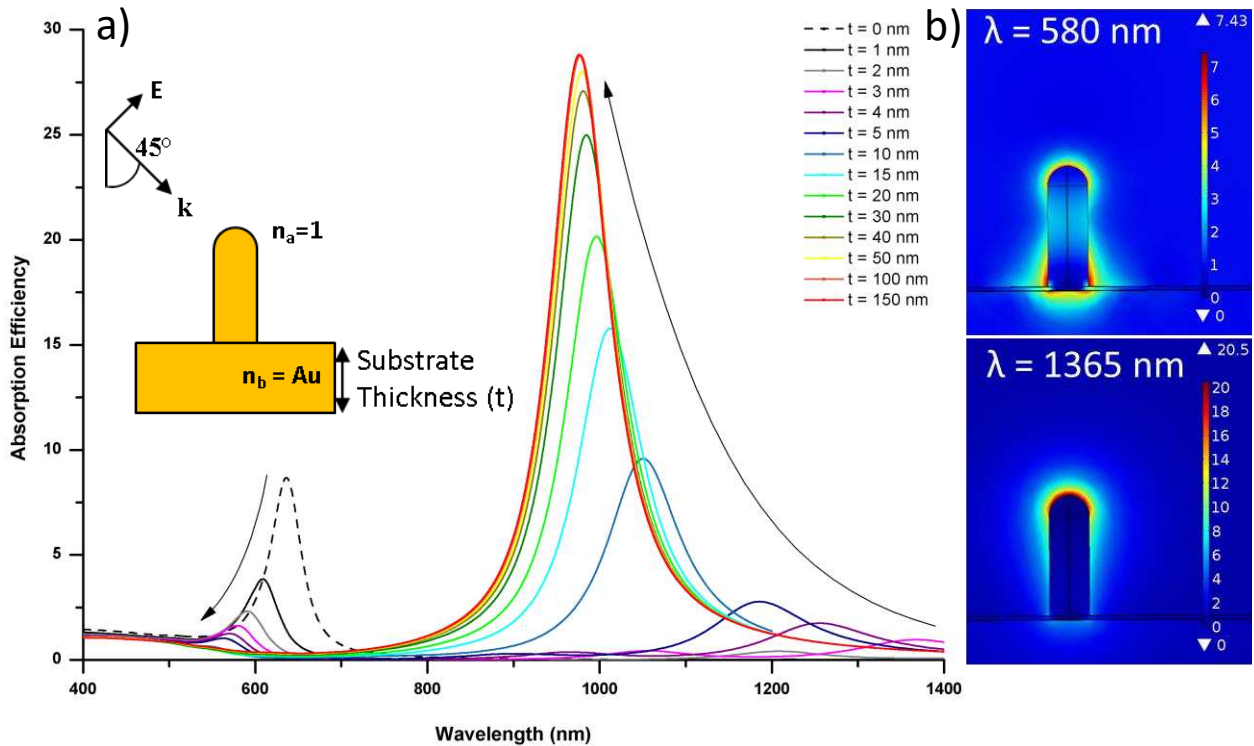 a)
30
25
20
15
10
5
0
Absorption Efficiency
400
600
800
1000
1200
1400
Wavelength (nm)
E
45°
k
nₐ=1
n_b = Au
Substrate
Thickness (t)
t = 0 nm
t = 1 nm
t = 2 nm
t = 3 nm
t = 4 nm
t = 5 nm
t = 10 nm
t = 15 nm
t = 20 nm
t = 30 nm
t = 40 nm
t = 50 nm
t = 100 nm
t = 150 nm
b)
λ = 580 nm
▲ 7.43
7
6
5
4
3
2
1
0
▼ 0
λ = 1365 nm
▲ 20.5
20
18
16
14
12
10
8
6
4
2
0
▼ 0